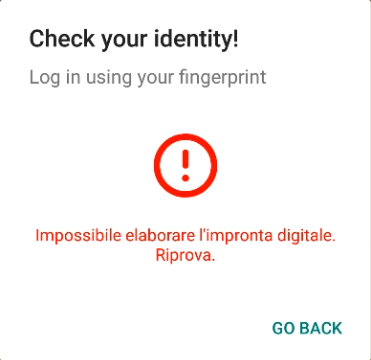 Check your identity!
Log in using your fingerprint
Impossibile elaborare l'impronta digitale.
Riprova.
GO BACK